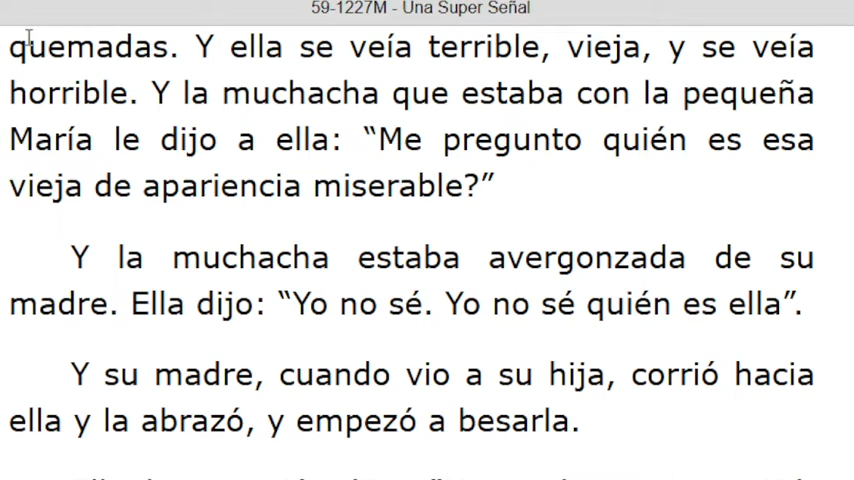 59-1227M - Una Super Señal
quemadas. Y ella se veía terrible, vieja, y se veía
horrible. Y la muchacha que estaba con la pequeña
María le dijo a ella: “Me pregunto quién es esa
vieja de apariencia miserable?”
Y la muchacha estaba avergonzada de su
madre. Ella dijo: “Yo no sé. Yo no sé quién es ella”.
Y su madre, cuando vio a su hija, corrió hacia
ella y la abrazó, y empezó a besarla.